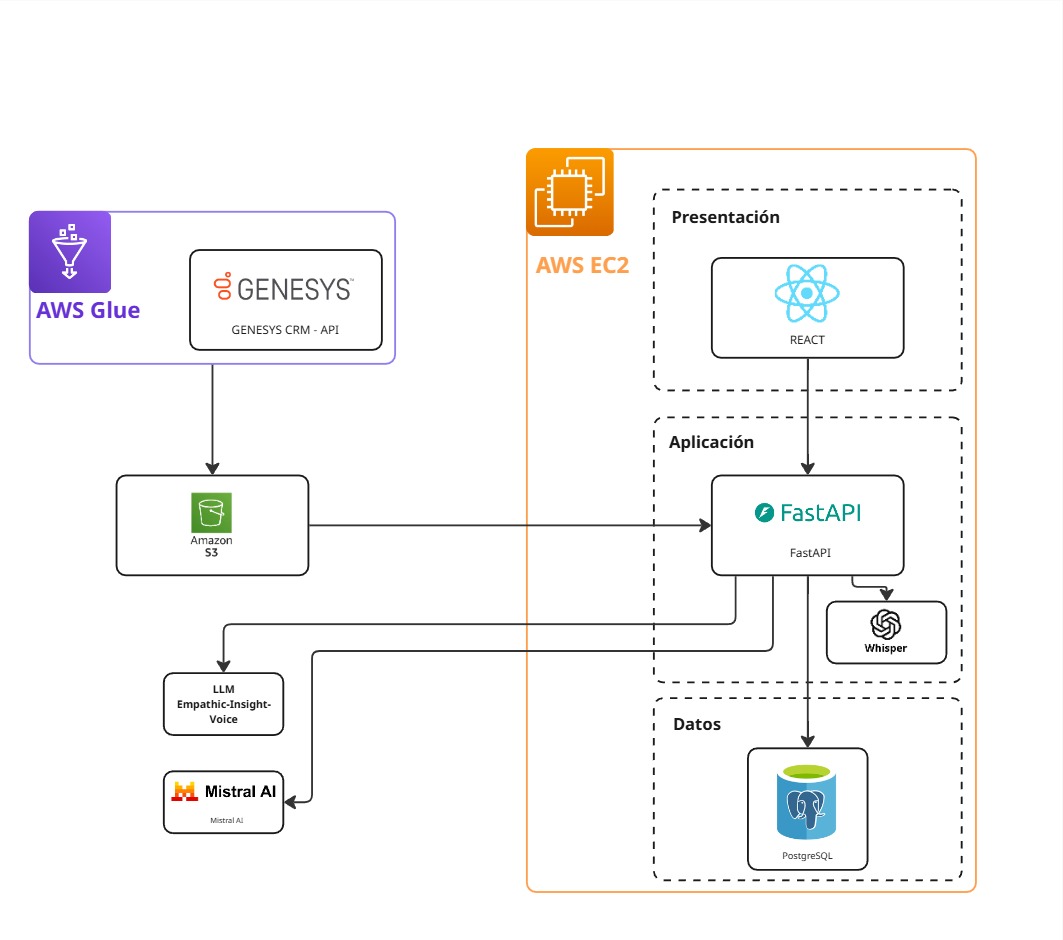 AWS Glue
GENESYS™
GENESYS CRM - API
Amazon
S3
LLM
Empathic-Insight-
Voice
Mistral AI
Mistral AI
AWS EC2
Presentación
REACT
Aplicación
FastAPI
FastAPI
Whisper
Datos
PostgreSQL